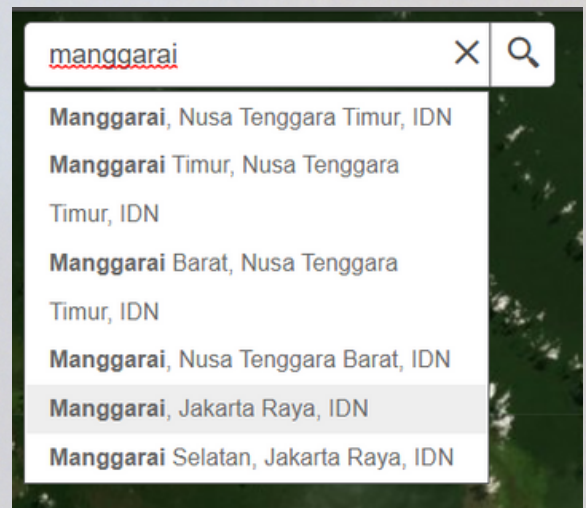 manggarai
Manggarai, Nusa Tenggara Timur, IDN
Manggarai Timur, Nusa Tenggara
Timur, IDN
Manggarai Barat, Nusa Tenggara
Timur, IDN
Manggarai, Nusa Tenggara Barat, IDN
Manggarai, Jakarta Raya, IDN
Manggarai Selatan, Jakarta Raya, IDN